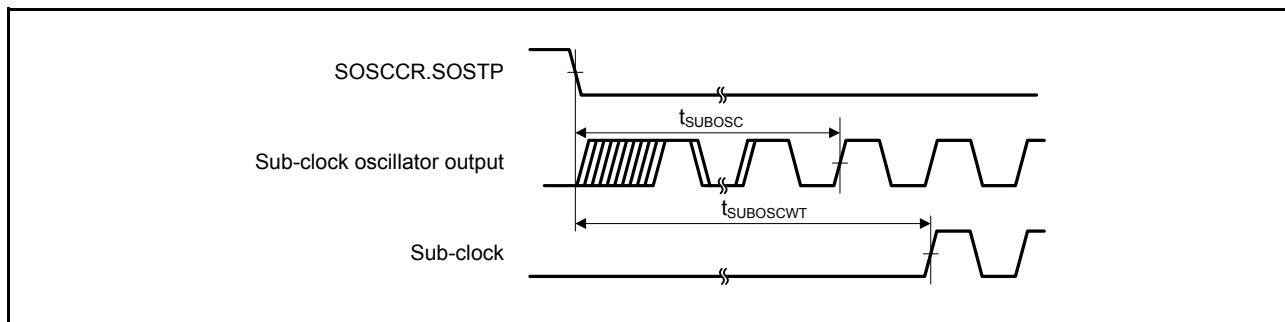 SOSCCR.SOSTP
tSUBOSC
Sub-clock oscillator output
tSUBOSCWT
Sub-clock